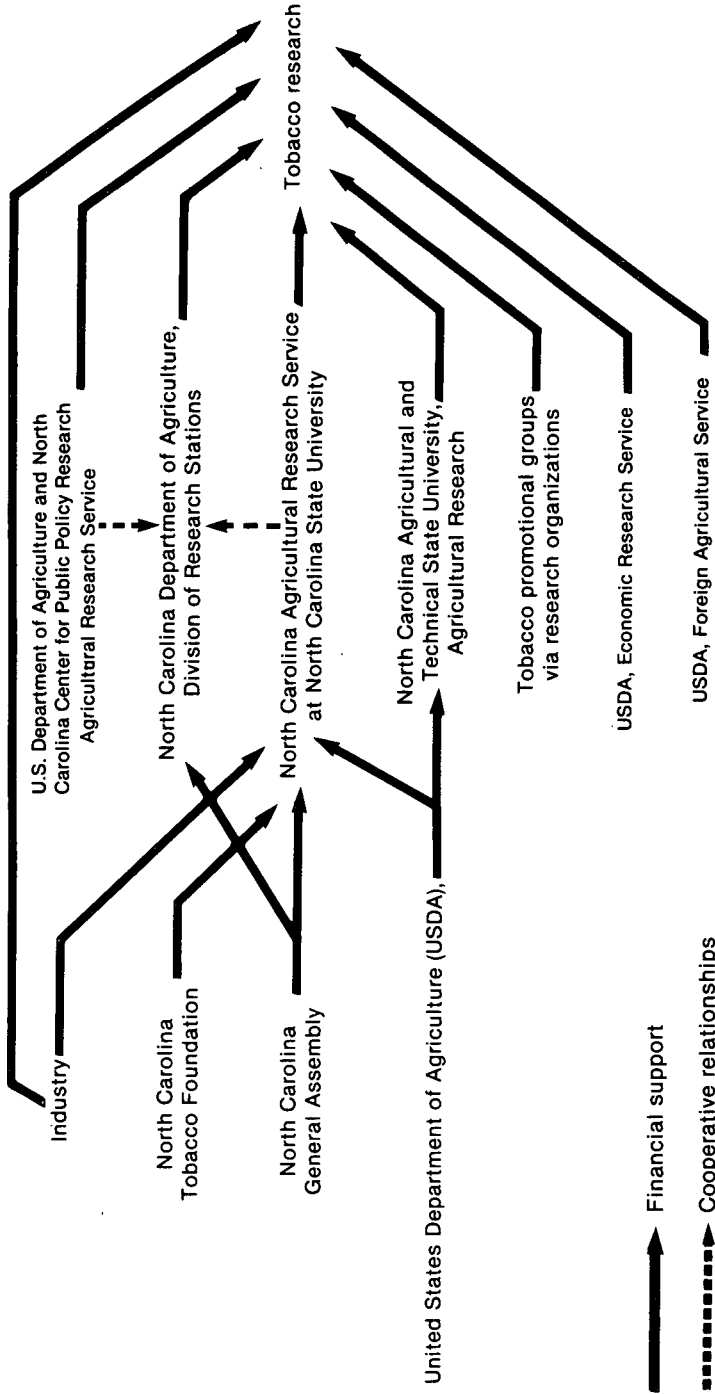 Industry
North Carolina
Tobacco Foundation
North Carolina
General Assembly
United States Department of Agriculture (USDA),
U.S. Department of Agriculture and North
Carolina Center for Public Policy Research
Agricultural Research Service
North Carolina Department of Agriculture,
Division of Research Stations
North Carolina Agricultural Research Service
at North Carolina State University
North Carolina Agricultural and
Technical State University,
Agricultural Research
Tobacco promotional groups
via research organizations
USDA, Economic Research Service
USDA, Foreign Agricultural Service
Tobacco research
Financial support
Cooperative relationships